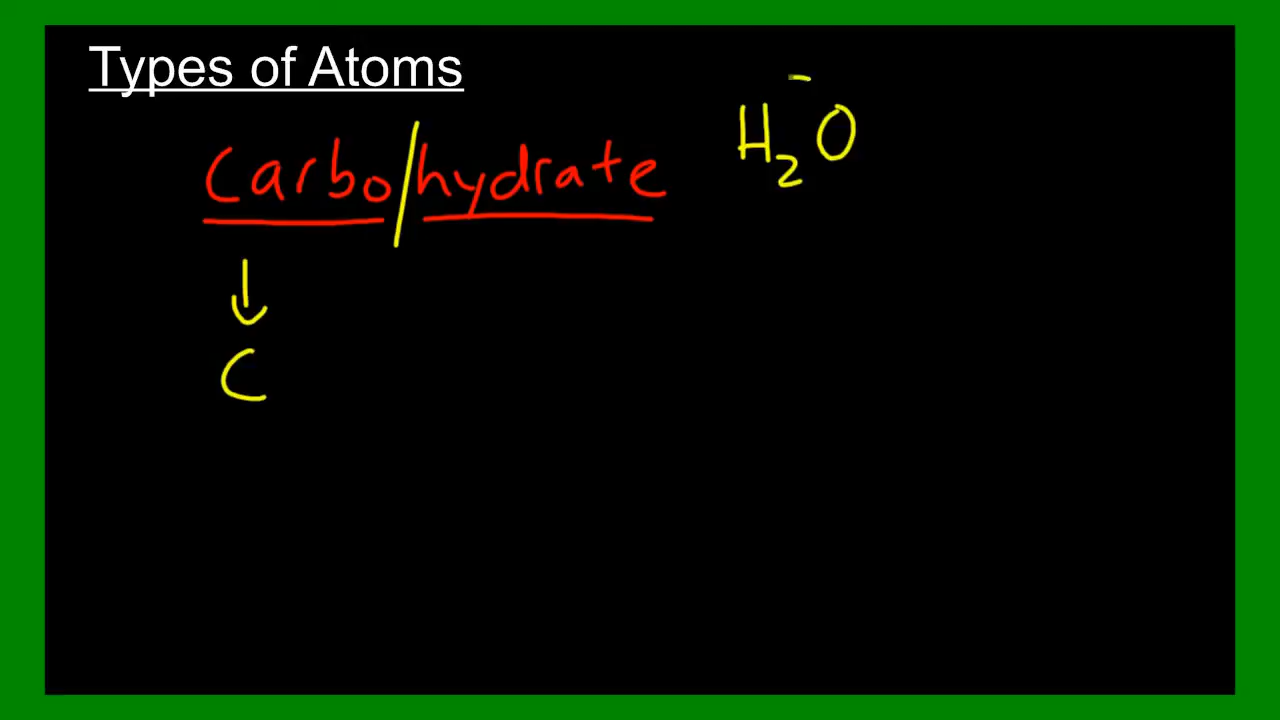 Types of Atoms
Carbo/hydrate
H₂O
C